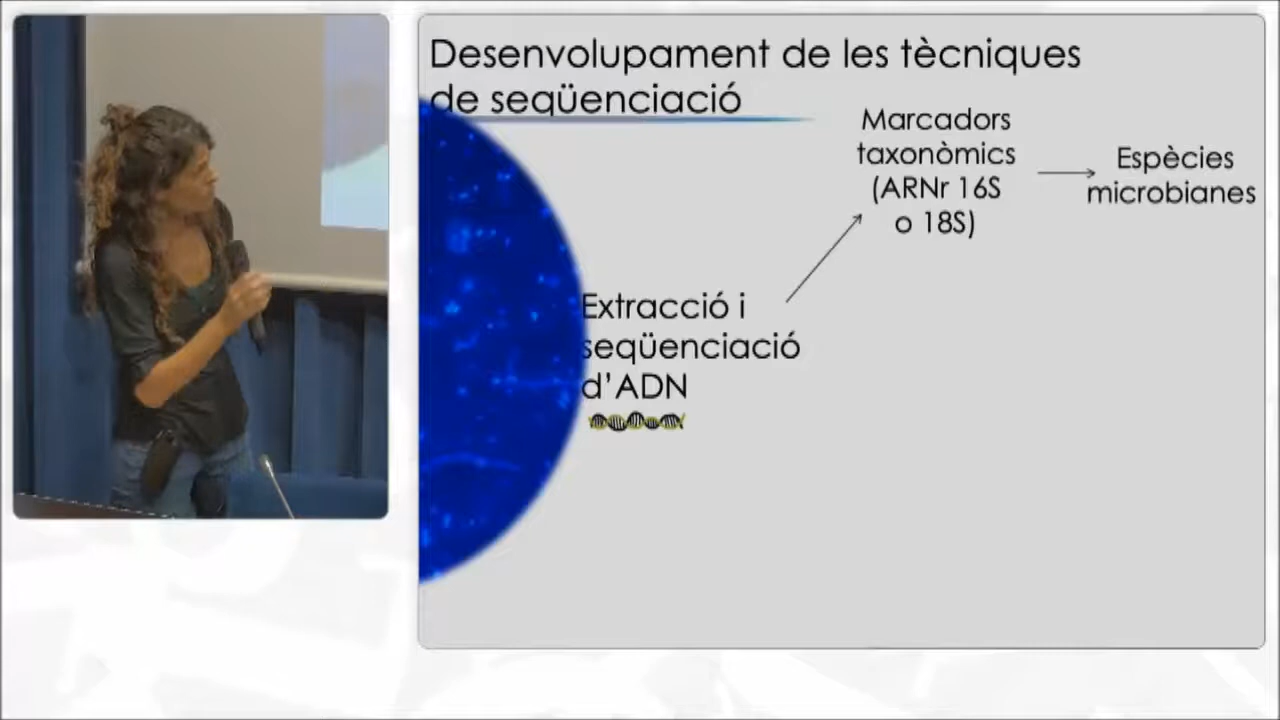 Desenvolupament de les tècniques
de seqüenciació
Marcadors
taxonòmics
(ARNr 16S
o 18S)
Espècies
microbianes
Extracció i
seqüenciació
d'ADN